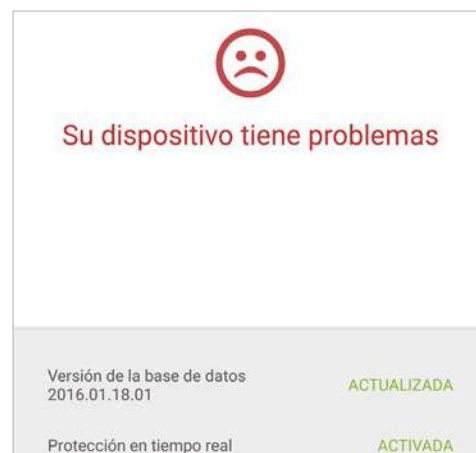 Su dispositivo tiene problemas
Versión de la base de datos
2016.01.18.01
ACTUALIZADA
Protección en tiempo real
ACTIVADA